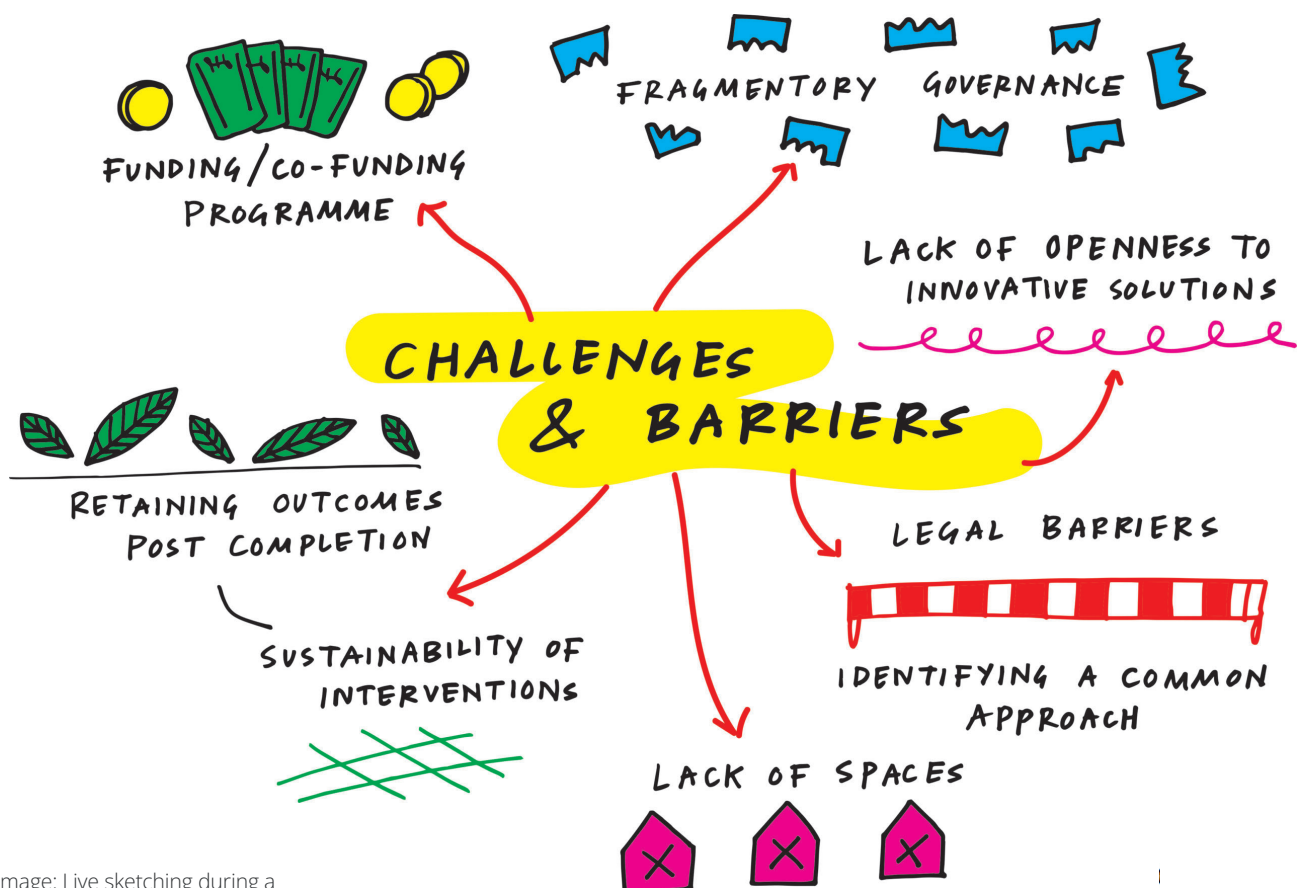 FUNDING/CO-FUNDING
PROGRAMME
FRAGMENTORY GOVERNANCE
LACK OF OPENNESS TO
INNOVATIVE SOLUTIONS
CHALLENGES
& BARRIERS
RETAINING OUTCOMES
POST COMPLETION
SUSTAINABILITY OF
INTERVENTIONS
LEGAL BARRIERS
IDENTIFYING A COMMON
APPROACH
LACK OF SPACES
mage: Live sketching during a